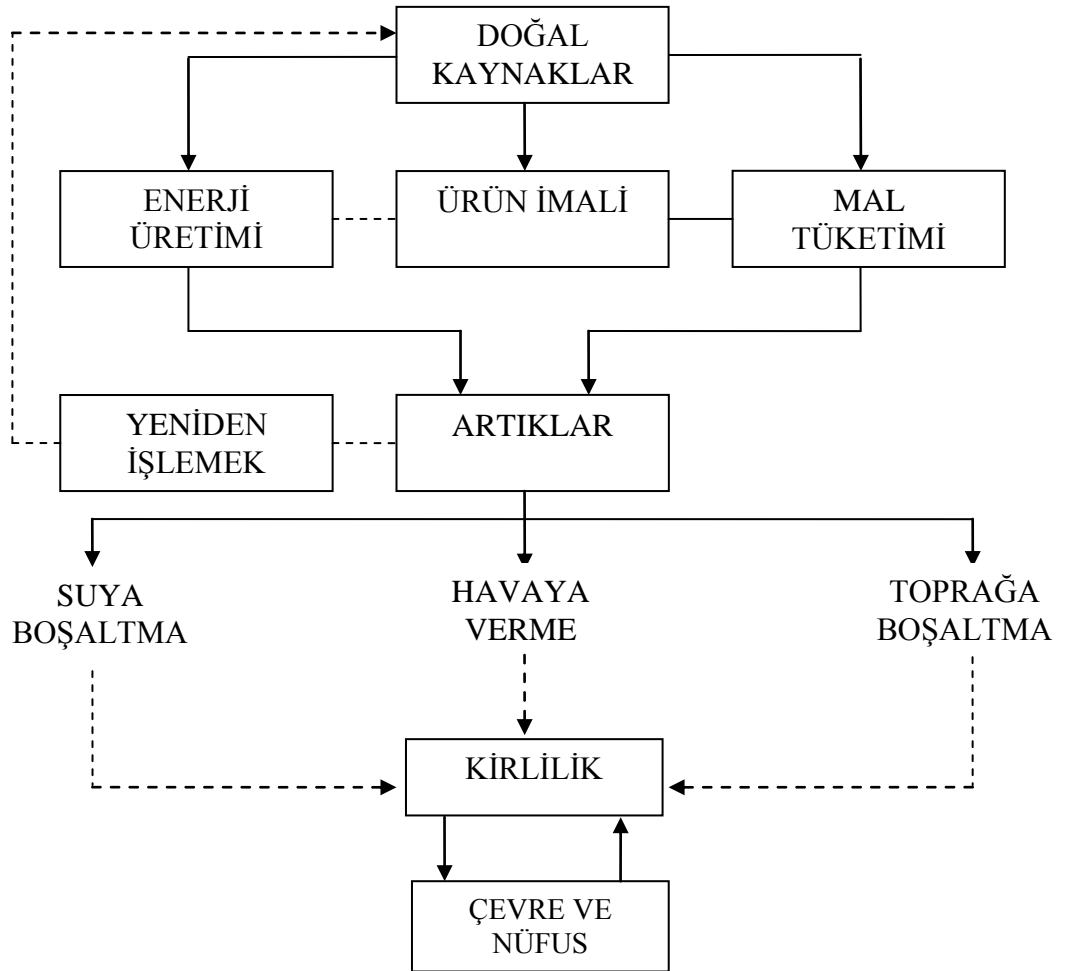 DOĞAL
KAYNAKLAR
ENERJİ
ÜRETİMİ
ÜRÜN İMALİ
MAL
TÜKETİMİ
YENİDEN
İŞLEMEK
ARTIKLAR
SUYA
BOŞALTMA
HAVAYA
VERME
TOPRAĞA
BOŞALTMA
KİRLİLİK
ÇEVRE VE
NÜFUS